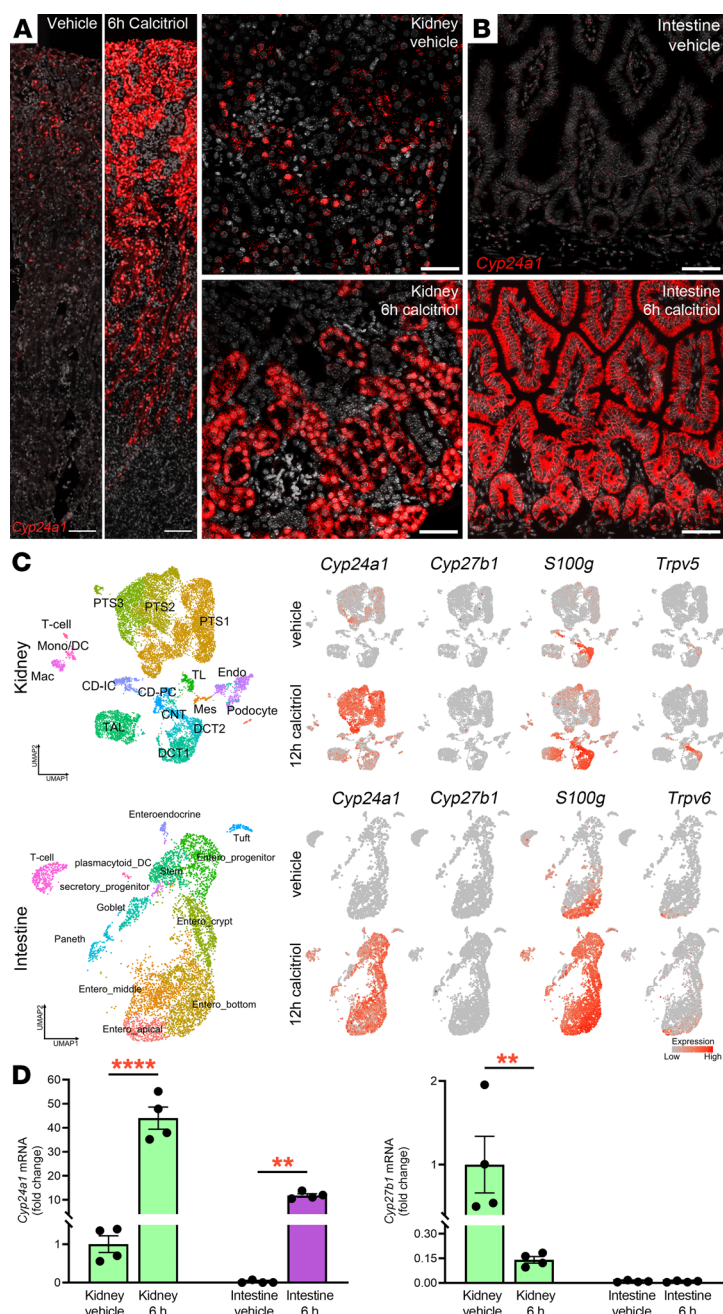 A
Vehicle
6h Calcitriol
Cyp24a1
Kidney
vehicle
Kidney
6h calcitriol
B
Intestine
vehicle
Cyp24a1
Intestine
6h calcitriol
C
Kidney
PTS3
PTS2
PTS1
T-cell
Mono/DC
Mac
CD-IC
CD-PC
TL
Endo
Mes
Podocyte
CNT
DCT2
TAL
DCT1
UMAP2
UMAP1
Cyp24a1
Cyp27b1
S100g
Trpv5
vehicle
12h calcitriol
Intestine
Enteroendocrine
Tuft
T-cell
plasmacytoid_DC
Entero_progenitor
Stem
secretory_progenitor
Goblet
Entero_crypt
Paneth
Entero_middle
Entero_bottom
Entero_apical
UMAP2
UMAP1
Cyp24a1
Cyp27b1
S100g
Trpv6
vehicle
12h calcitriol
Expression
Low High
D
Cyp24a1 mRNA
(fold change)
60
50
40
30
20
10
1
0
****
**
Kidney
vehicle
Kidney
6 h
Intestine
vehicle
Intestine
6 h
Cyp27b1 mRNA
(fold change)
2
1
0.15
0.00
**
Kidney
vehicle
Kidney
6 h
Intestine
vehicle
Intestine
6 h